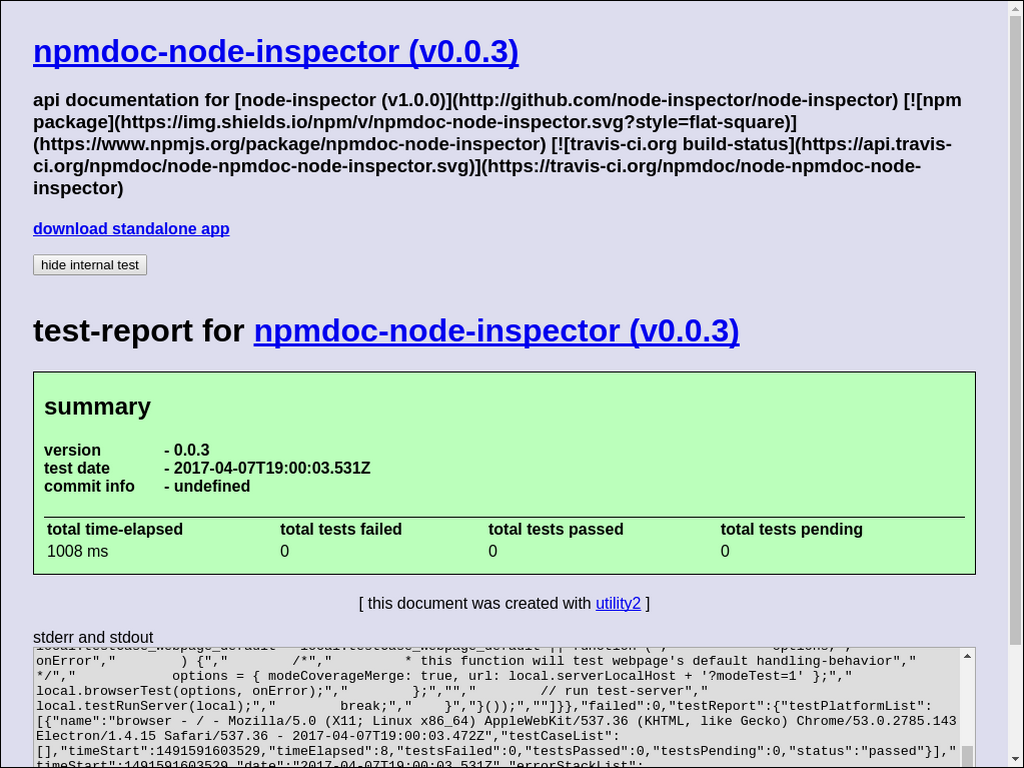 npmdoc-node-inspector (v0.0.3)
api documentation for [node-inspector (v1.0.0)](http://github.com/node-inspector/node-inspector) [![npm
package](https://img.shields.io/npm/v/npmdoc-node-inspector.svg?style=flat-square)]
(https://www.npmjs.org/package/npmdoc-node-inspector) [![travis-ci.org build-status](https://api.travis-
ci.org/npmdoc/node-npmdoc-node-inspector.svg)](https://travis-ci.org/npmdoc/node-npmdoc-node-
inspector)
download standalone app
hide internal test
test-report for npmdoc-node-inspector (v0.0.3)
summary
version - 0.0.3
test date - 2017-04-07T19:00:03.531Z
commit info - undefined
total time-elapsed total tests failed total tests passed total tests pending
1008 ms 0 0 0
[ this document was created with utility2 ]
stderr and stdout
onError"," ) {"," /*"," * this function will test webpage's default handling-behavior","
*/"," options = { modeCoverageMerge: true, url: local.serverLocalHost + '?modeTest=1' };","
local.browserTest(options, onError);"," };",""," // run test-server","
local.testRunServer(local);"," break;"," }","}());",""]}},"failed":0,"testReport":{"testPlatformList":
[{"name":"browser - / - Mozilla/5.0 (X11; Linux x86_64) AppleWebKit/537.36 (KHTML, like Gecko) Chrome/53.0.2785.143
Electron/1.4.15 Safari/537.36 - 2017-04-07T19:00:03.472Z","testCaseList":
[],"timeStart":1491591603529,"timeElapsed":8,"testsFailed":0,"testsPassed":0,"testsPending":0,"status":"passed"}],"
timeStart":1491591603529,"date":"2017-04-07T19:00:03.531Z","errorStackList":